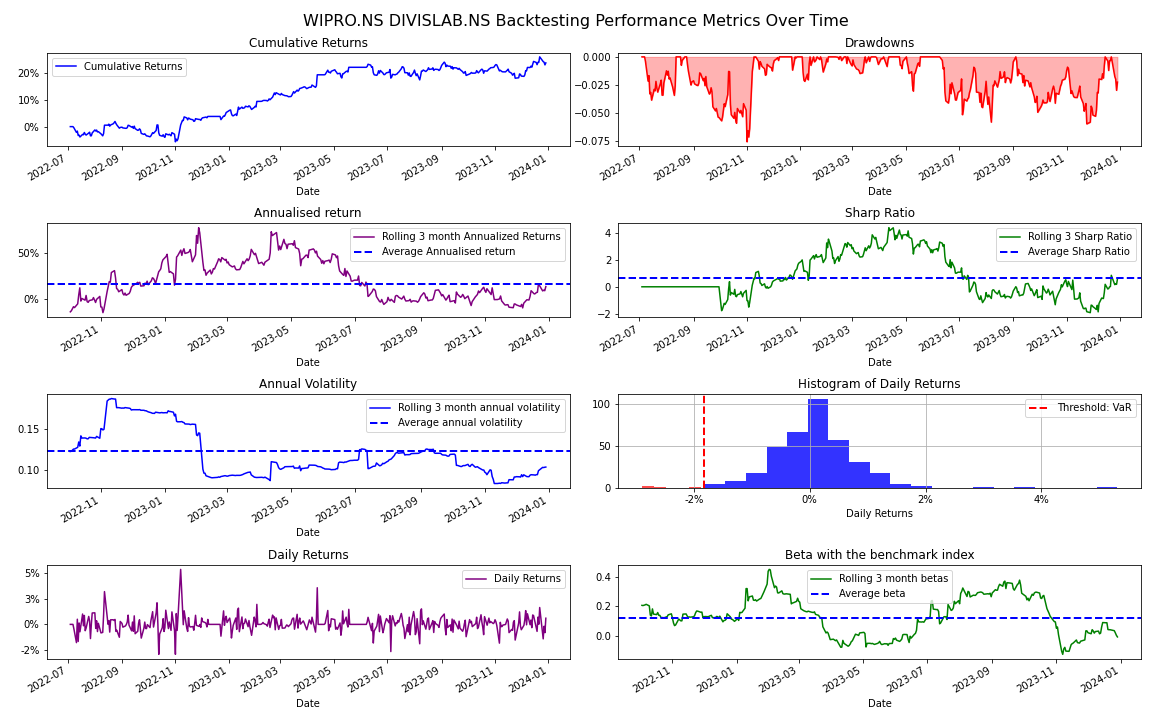 WIPRO.NS DIVISLAB.NS Backtesting Performance Metrics Over Time
Cumulative Returns
Cumulative Returns
20%
10%
0%
2022-07 2022-09 2022-11 2023-01 2023-03 2023-05 2023-07 2023-09 2023-11 2024-01
Date
Drawdowns
0.000
−0.025
−0.050
−0.075
2022-07 2022-09 2022-11 2023-01 2023-03 2023-05 2023-07 2023-09 2023-11 2024-01
Date
Annualised return
Rolling 3 month Annualized Returns
Average Annualised return
50%
0%
2022-11 2023-01 2023-03 2023-05 2023-07 2023-09 2023-11 2024-01
Date
Sharp Ratio
Rolling 3 Sharp Ratio
Average Sharp Ratio
4
2
0
−2
2022-07 2022-09 2022-11 2023-01 2023-03 2023-05 2023-07 2023-09 2023-11 2024-01
Date
Annual Volatility
Rolling 3 month annual volatility
Average annual volatility
0.15
0.10
2022-11 2023-01 2023-03 2023-05 2023-07 2023-09 2023-11 2024-01
Date
Histogram of Daily Returns
Threshold: VaR
100
50
0
-2% 0% 2% 4%
Daily Returns
Daily Returns
Daily Returns
5%
3%
0%
-2%
2022-07 2022-09 2022-11 2023-01 2023-03 2023-05 2023-07 2023-09 2023-11 2024-01
Date
Beta with the benchmark index
Rolling 3 month betas
Average beta
0.4
0.2
0.0
2022-11 2023-01 2023-03 2023-05 2023-07 2023-09 2023-11 2024-01
Date